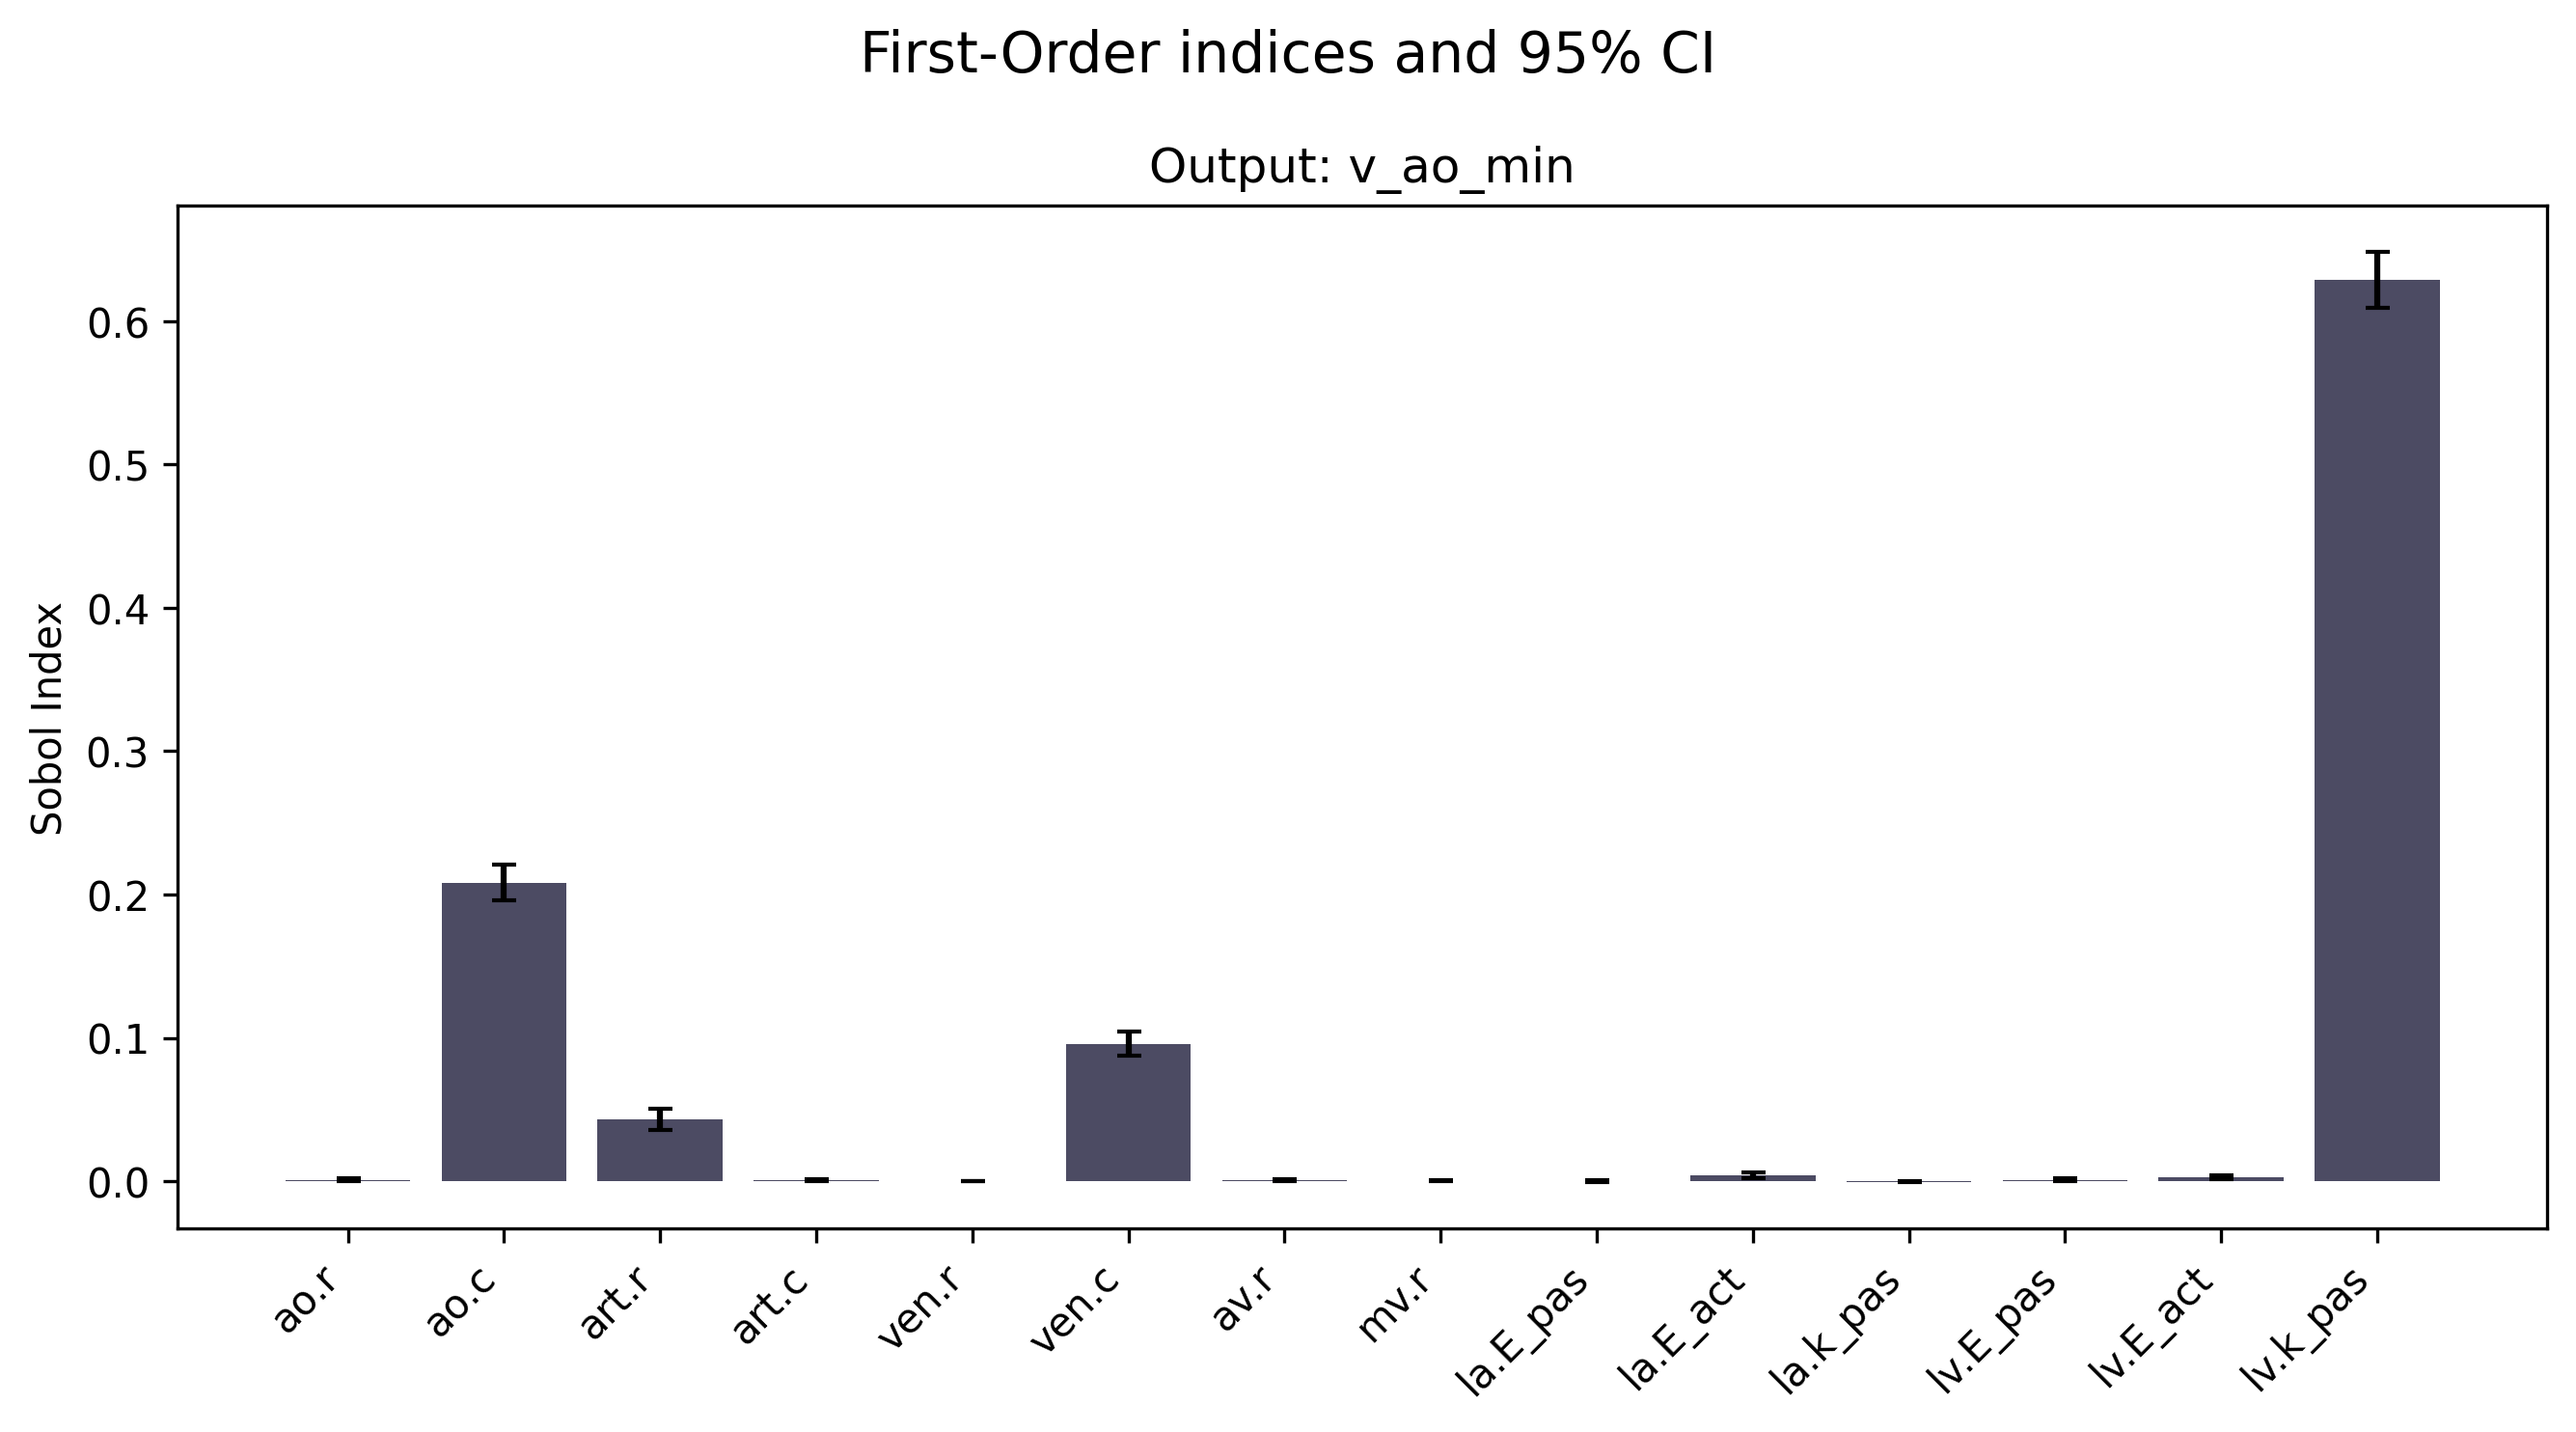 First-Order indices and 95% CI
Output: v_ao_min
Sobol Index
0.6
0.5
0.4
0.3
0.2
0.1
0.0
ao.r
ao.c
art.r
art.c
ven.r
ven.c
av.r
mv.r
la.E_pas
la.E_act
la.k_pas
lv.E_pas
lv.E_act
lv.k_pas